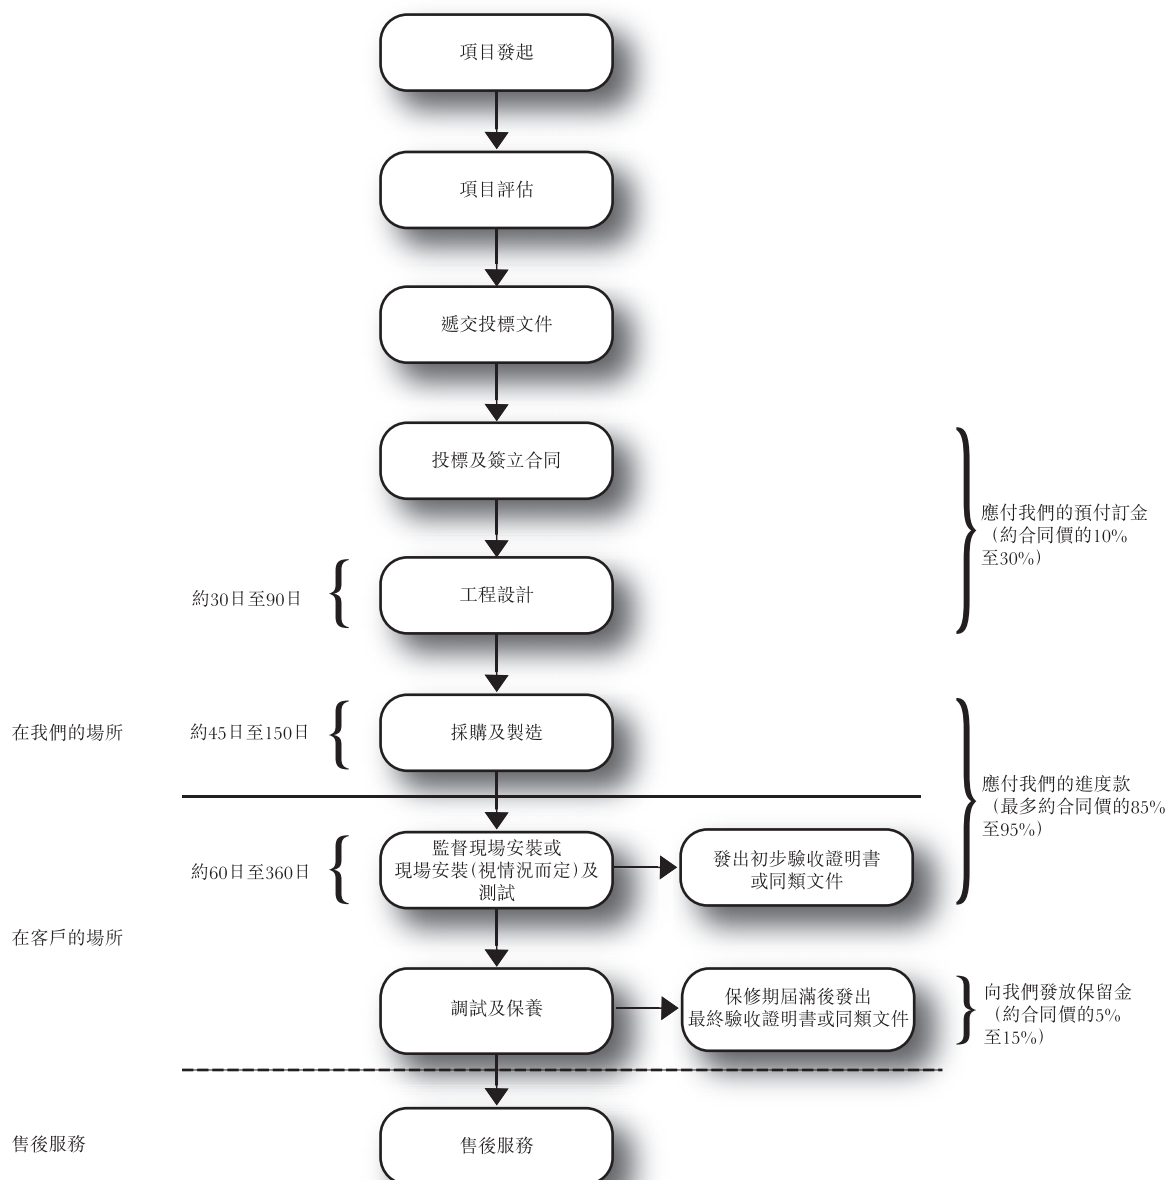 項目發起
項目評估
遞交投標文件
投標及簽立合同
應付我們的預付訂金
（約合同價的10%
至30%）
約30日至90日
工程設計
在我們的場所
約45日至150日
採購及製造
應付我們的進度款
（最多約合同價的85%
至95%）
約60日至360日
監督現場安裝或
現場安裝(視情況而定)及
測試
發出初步驗收證明書
或同類文件
在客戶的場所
調試及保養
保修期屆滿後發出
最終驗收證明書或同類文件
向我們發放保留金
（約合同價的5%
至15%）
售後服務
售後服務